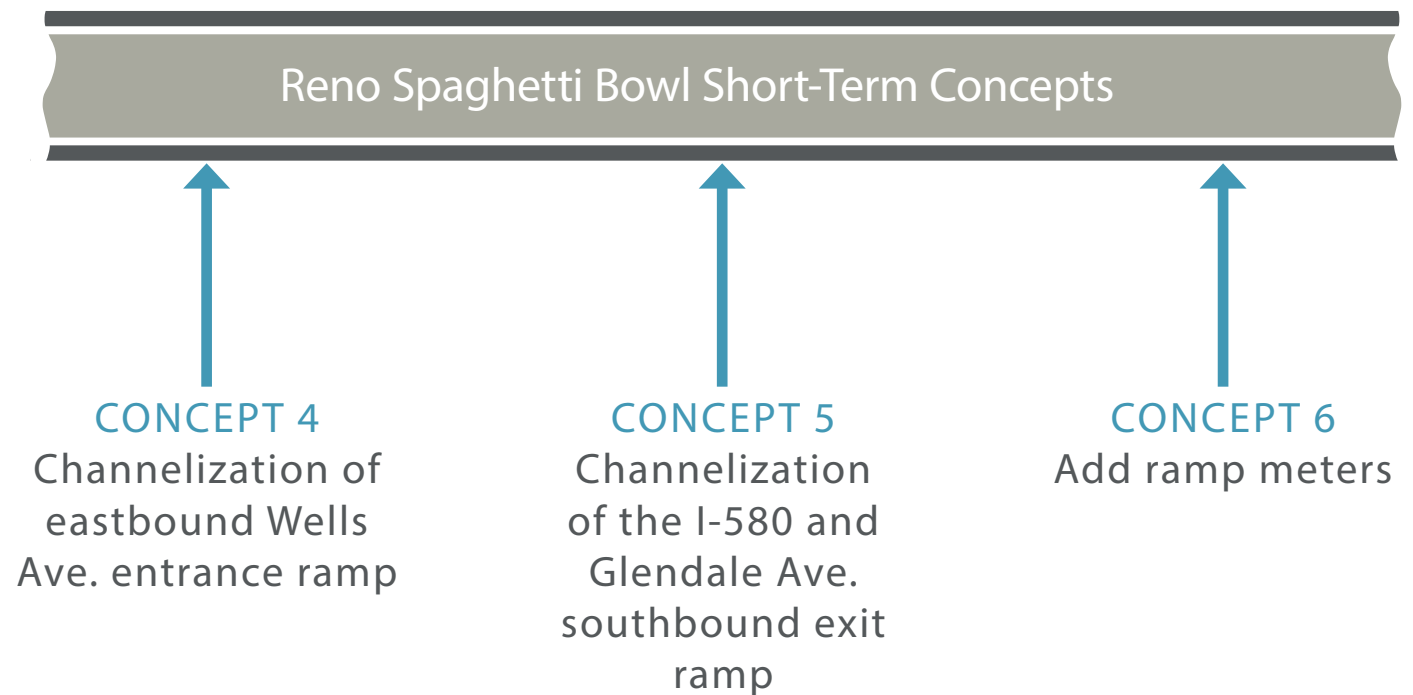 Reno Spaghetti Bowl Short-Term Concepts
CONCEPT 4
Channelization of
eastbound Wells
Ave. entrance ramp
CONCEPT 5
Channelization
of the I-580 and
Glendale Ave.
southbound exit
ramp
CONCEPT 6
Add ramp meters